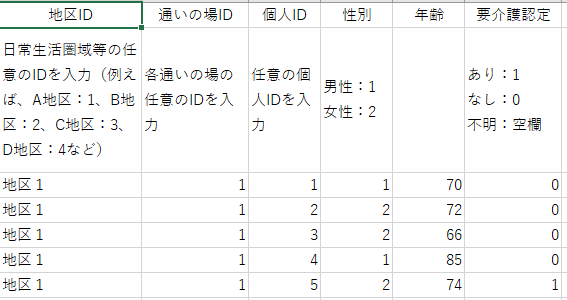 地区ID 通いの場ID 個人ID 性別 年齢 要介護認定
日常生活圏域等の任
意のIDを入力（例え
ば、A地区：1、B地
区：2、C地区：3、
D地区：4など）
各通いの場の
任意のIDを入
力
任意の個
人IDを入
力
男性：1
女性：2
あり：1
なし：0
不明：空欄
地区１ 1 1 1 70 0
地区１ 1 2 2 72 0
地区１ 1 3 2 66 0
地区１ 1 4 1 85 0
地区１ 1 5 2 74 1